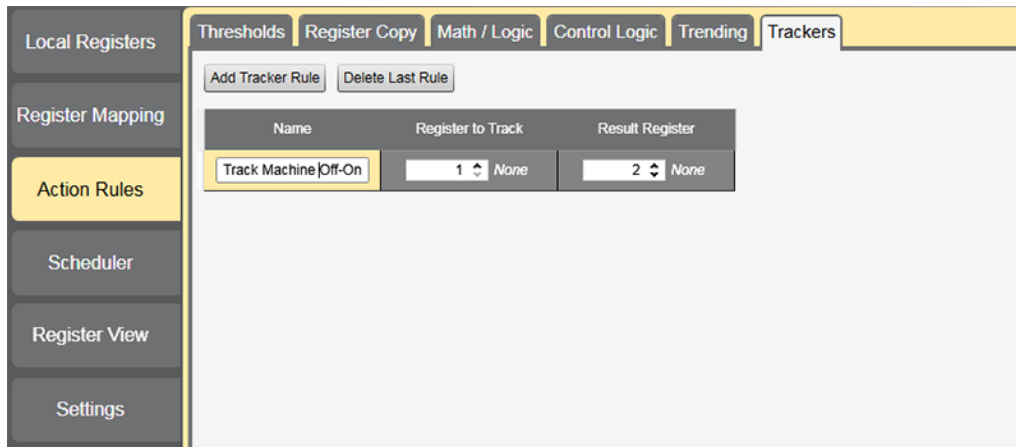 Local Registers
Register Mapping
Action Rules
Scheduler
Register View
Settings
Thresholds Register Copy Math / Logic Control Logic Trending Trackers
Add Tracker Rule Delete Last Rule
Name Register to Track Result Register
Track Machine Off-On 1 None 2 None